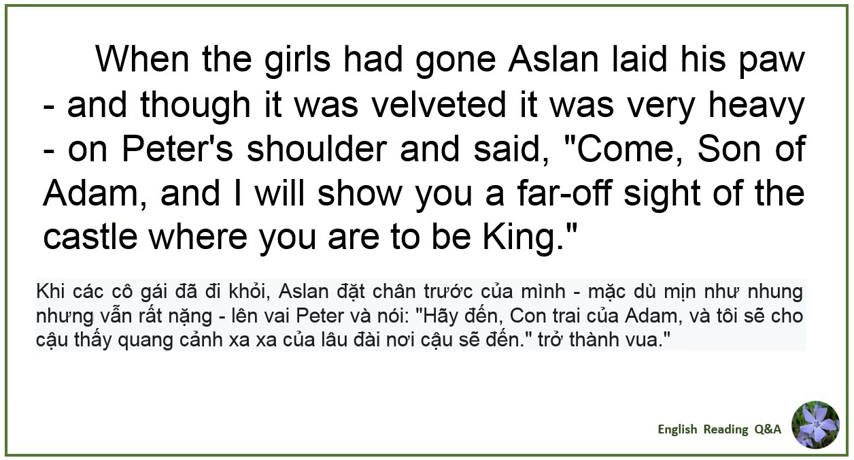 When the girls had gone Aslan laid his paw
- and though it was velveted it was very heavy
- on Peter's shoulder and said, "Come, Son of
Adam, and I will show you a far-off sight of the
castle where you are to be King."
Khi các cô gái đã đi khỏi, Aslan đặt chân trước của mình - mặc dù mịn như nhung
nhưng vẫn rất nặng - lên vai Peter và nói: "Hãy đến, Con trai của Adam, và tôi sẽ cho
cậu thấy quang cảnh xa xa của lâu đài nơi cậu sẽ đến." trở thành vua."
English Reading Q&A